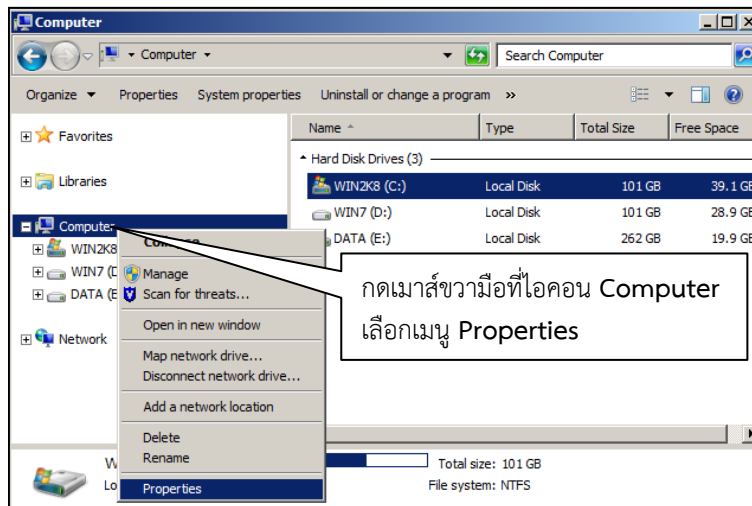 Computer
Computer
Search Computer
Organize Properties System properties Uninstall or change a program »
Favorites
Libraries
Computer
WIN2K8
WIN7 (D
DATA (E
Network
Name Type Total Size Free Space
Hard Disk Drives (3)
WIN2K8 (C:) Local Disk 101 GB 39.1 GB
WIN7 (D:) Local Disk 101 GB 28.9 GB
DATA (E:) Local Disk 262 GB 19.9 GB
Manage
Scan for threats...
Open in new window
Map network drive...
Disconnect network drive...
Add a network location
Delete
Rename
Properties
กดเมาส์ขวามือที่ไอคอน Computer
เลือกเมนู Properties
Total size: 101 GB
File system: NTFS